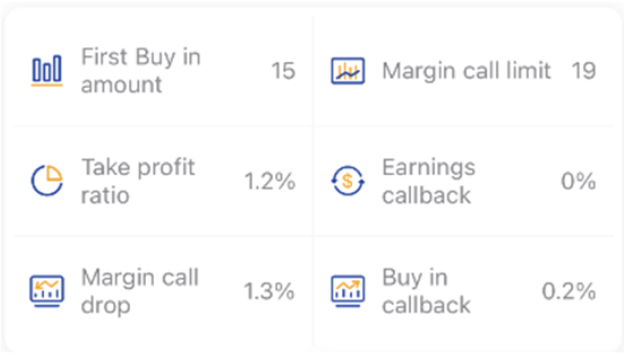 First Buy in
amount
15
Margin call limit
19
Take profit
ratio
1.2%
Earnings
callback
0%
Margin call
drop
1.3%
Buy in
callback
0.2%